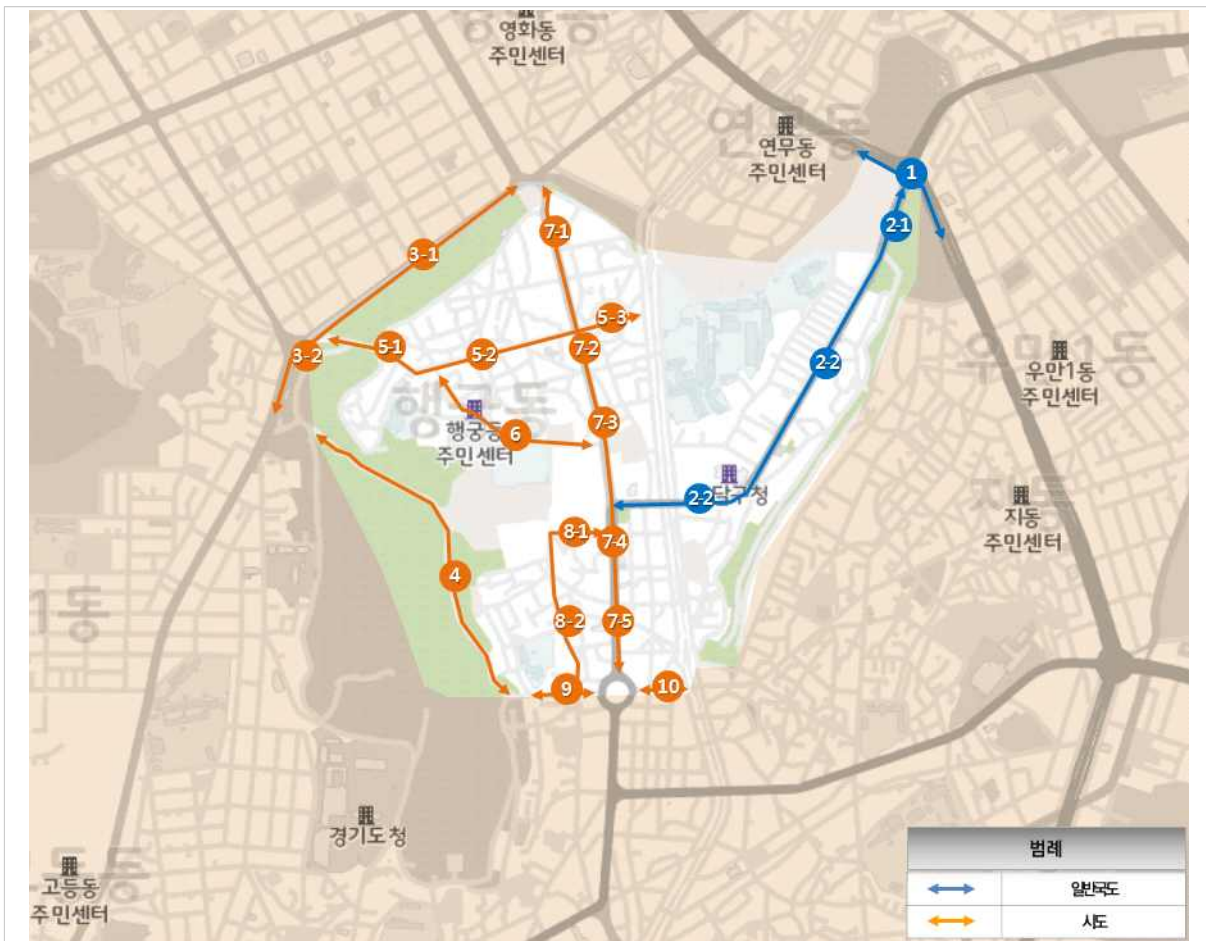 영화동
주민센터
연무동
연무동
주민센터
1
2-1
3-1
7-1
5-3
3-2
5-1
5-2
7-2
2-2
우만1동
우만1동
주민센터
행궁동
행궁동
주민센터
7-3
6
2-2
달구청
지동
지동
주민센터
8-1
7-4
4
8-2
7-5
1동
9
10
경기도청
고등동
주민센터
범례
일반국도
시도